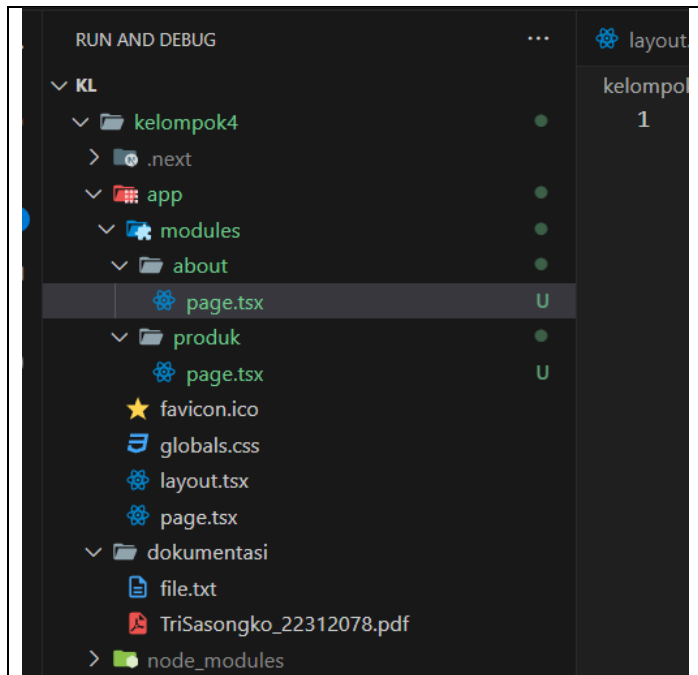 RUN AND DEBUG ...
KL
kelompok4
.next
app
modules
about
page.tsx U
produk
page.tsx U
favicon.ico
globals.css
layout.tsx
page.tsx
dokumentasi
file.txt
TriSasongko_22312078.pdf
node_modules
layout.
kelompok
1